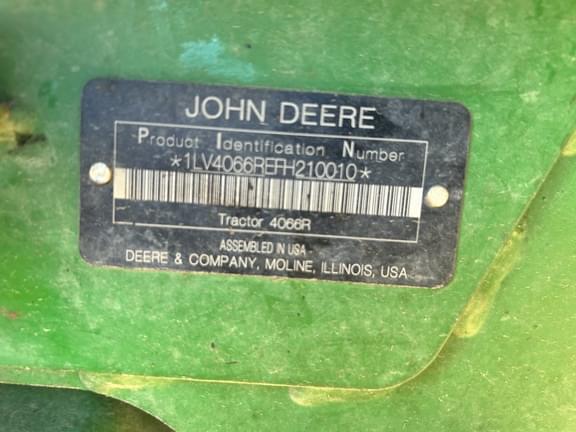 JOHN DEERE
Product Identification Number
*1LV4066REFH210010*
Tractor 4066R
ASSEMBLED IN USA
DEERE & COMPANY, MOLINE, ILLINOIS, USA